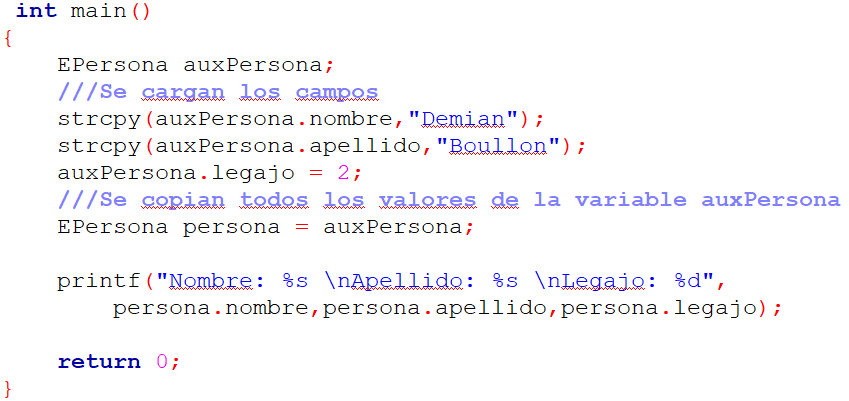 int main()
{
EPersona auxPersona;
///Se cargan los campos
strcpy(auxPersona.nombre,"Demian");
strcpy(auxPersona.apellido,"Boullon");
auxPersona.legajo = 2;
///Se copian todos los valores de la variable auxPersona
EPersona persona = auxPersona;
printf("Nombre: %s \nApellido: %s \nLegajo: %d",
persona.nombre,persona.apellido,persona.legajo);
return 0;
}